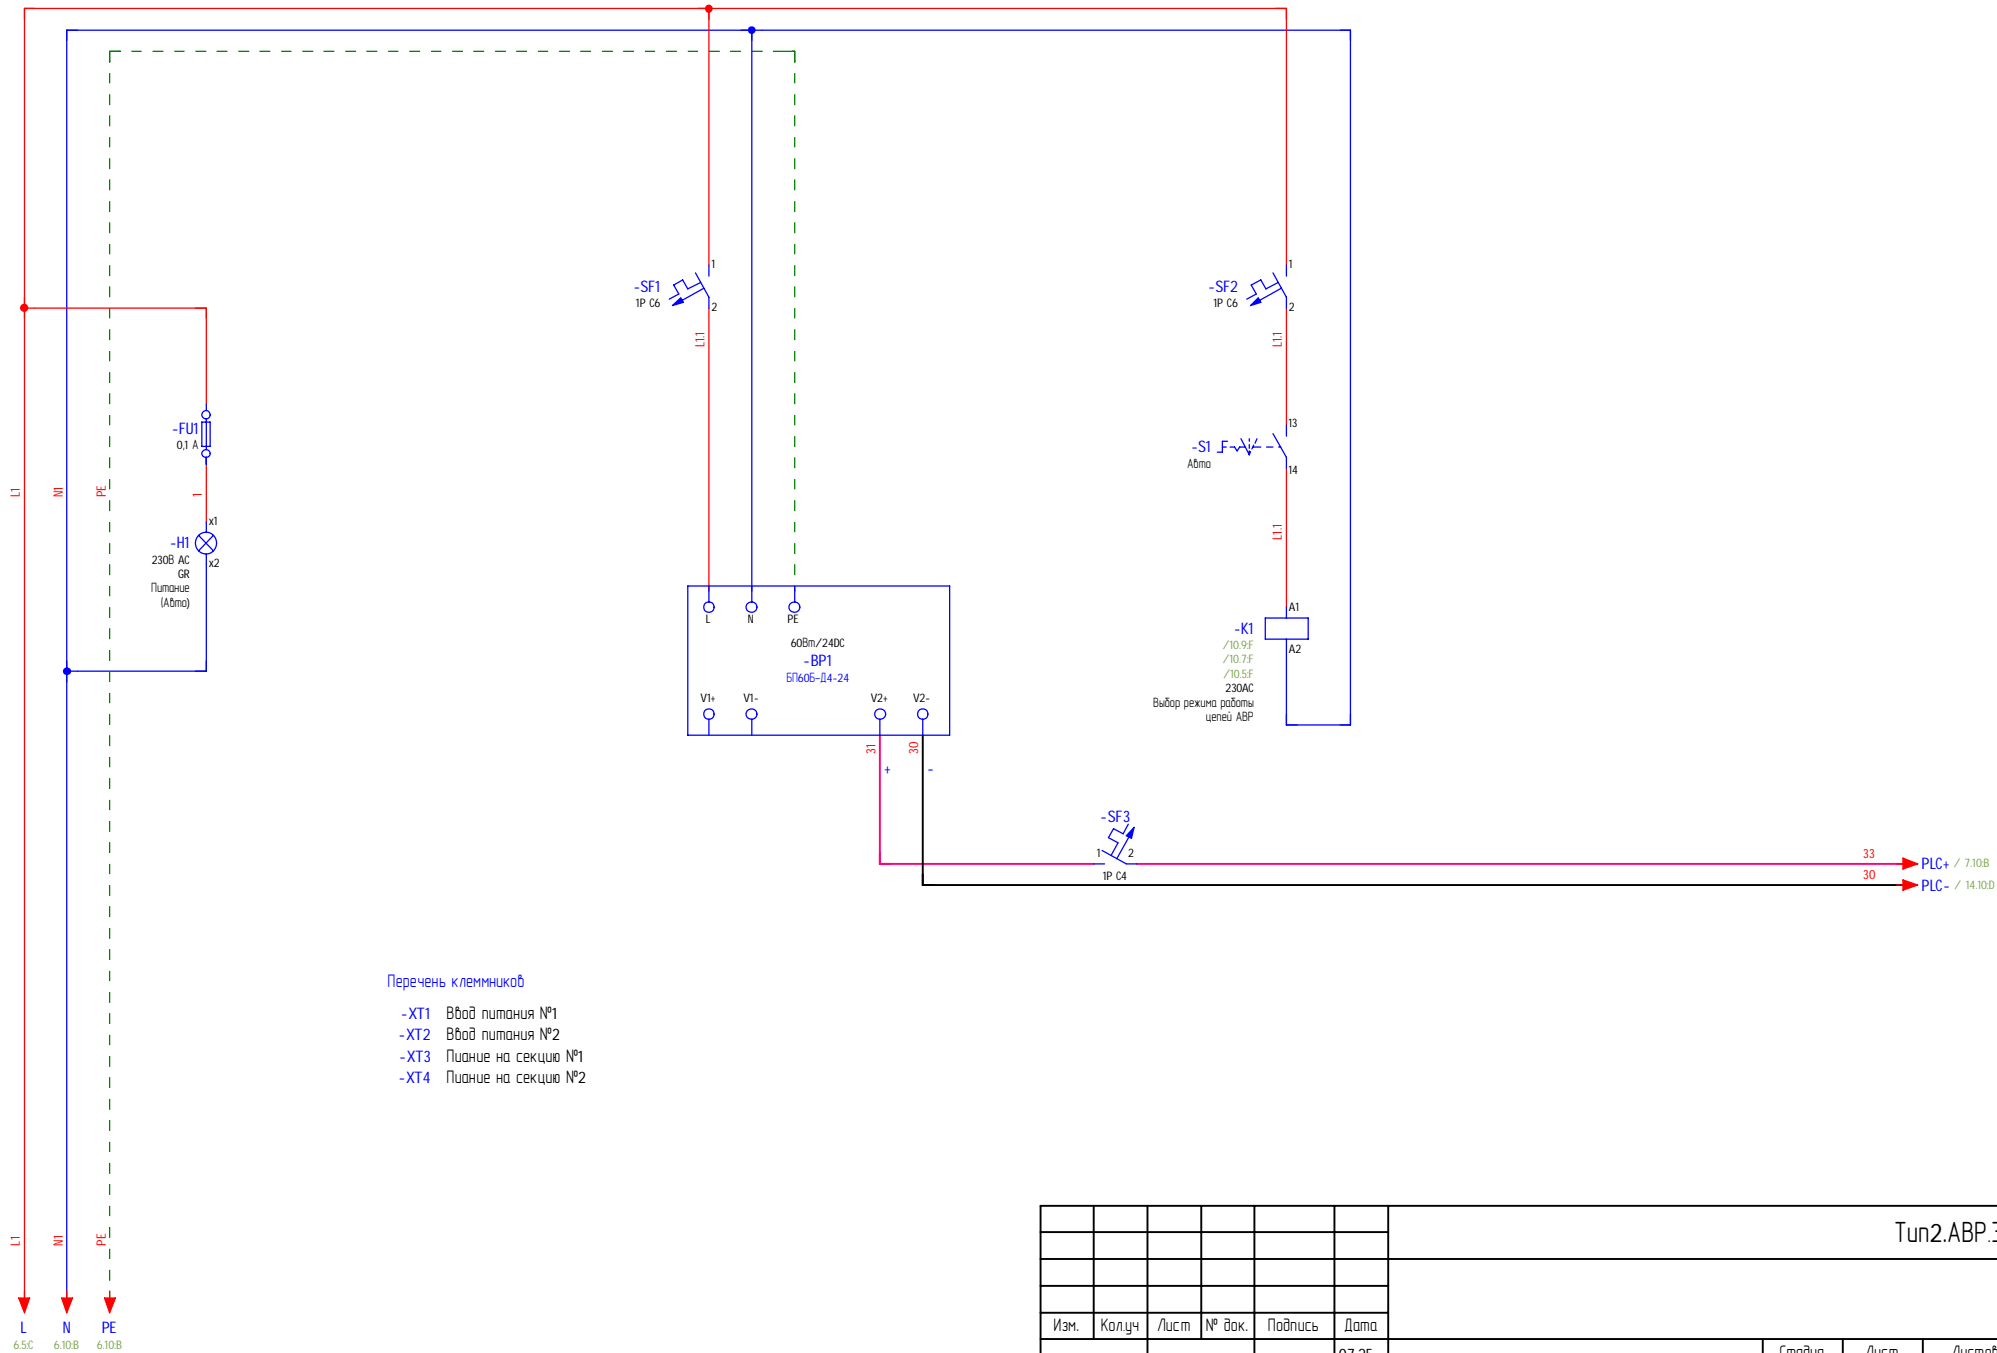 -SF1
1P C6
1
2
L1.1
-SF2
1P C6
1
2
L1.1
-FU1
0,1 А
-S1
Авто
13
14
L1
N1
PE
1
L1.1
-H1
x1
x2
230В AC
GR
Питание
(Авто)
L
N
PE
60Вт/24DC
-BP1
БП60Б-Д4-24
V1+
V1-
V2+
V2-
-K1
A1
A2
/10.9:F
/10.7:F
/10.5:F
230AC
Выбор режима работы
цепей АВР
31
30
+
-
-SF3
1
2
1P C4
33
PLC+ / 7.10:B
30
PLC- / 14.10:D
Перечень клеммников
-XT1 Ввод питания №1
-XT2 Ввод питания №2
-XT3 Пиание на секцию №1
-XT4 Пиание на секцию №2
L1
N1
PE
L
N
PE
6.5:C
6.10:B
6.10:B
Тип2.АВР.
Изм.
Кол.уч
Лист
№ док.
Подпись
Дата
07.25
Стадия
Лист